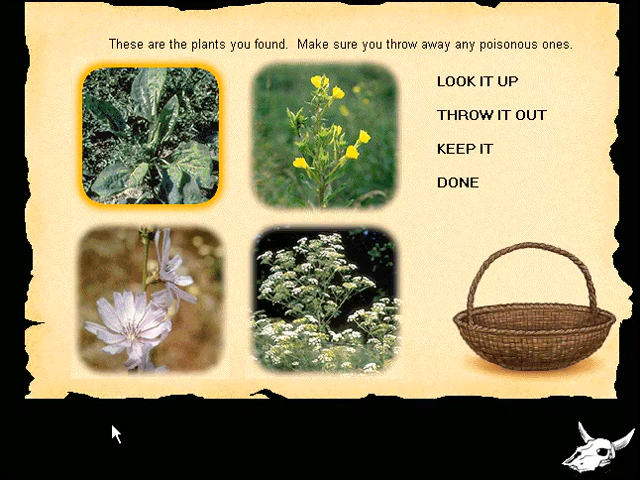 These are the plants you found.  Make sure you throw away any poisonous ones.
LOOK IT UP
THROW IT OUT
KEEP IT
DONE